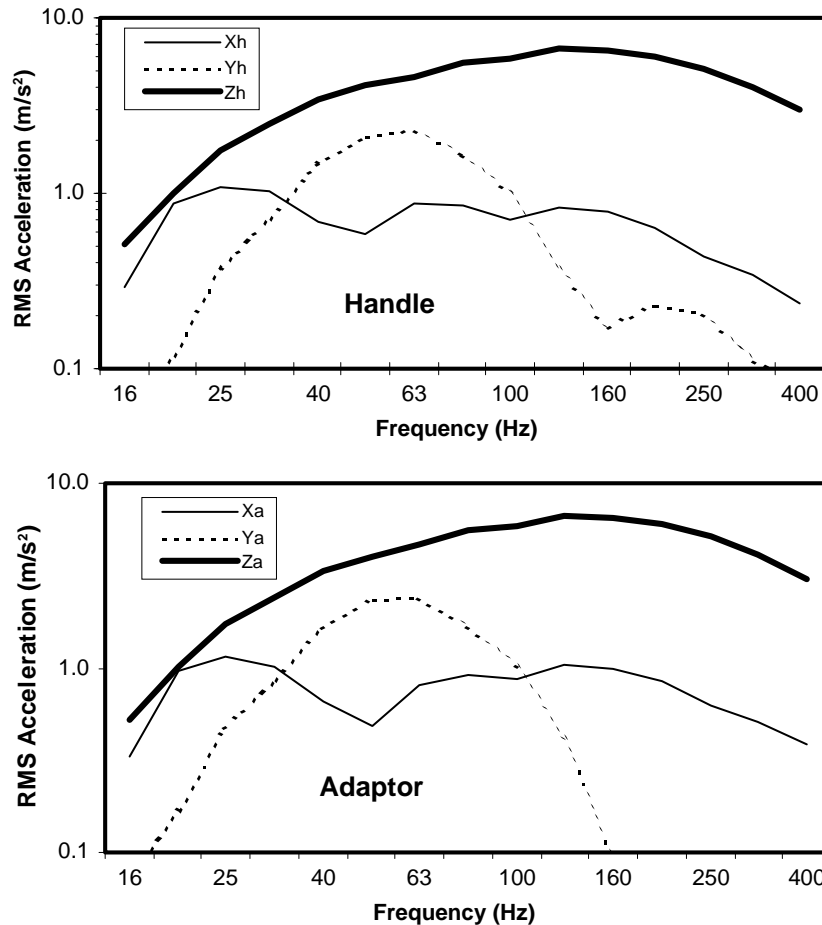 10.0
1.0
0.1
RMS Acceleration (m/s²)
Xh
Yh
Zh
Handle
16 25 40 63 100 160 250 400
Frequency (Hz)
10.0
1.0
0.1
RMS Acceleration (m/s²)
Xa
Ya
Za
Adaptor
16 25 40 63 100 160 250 400
Frequency (Hz)